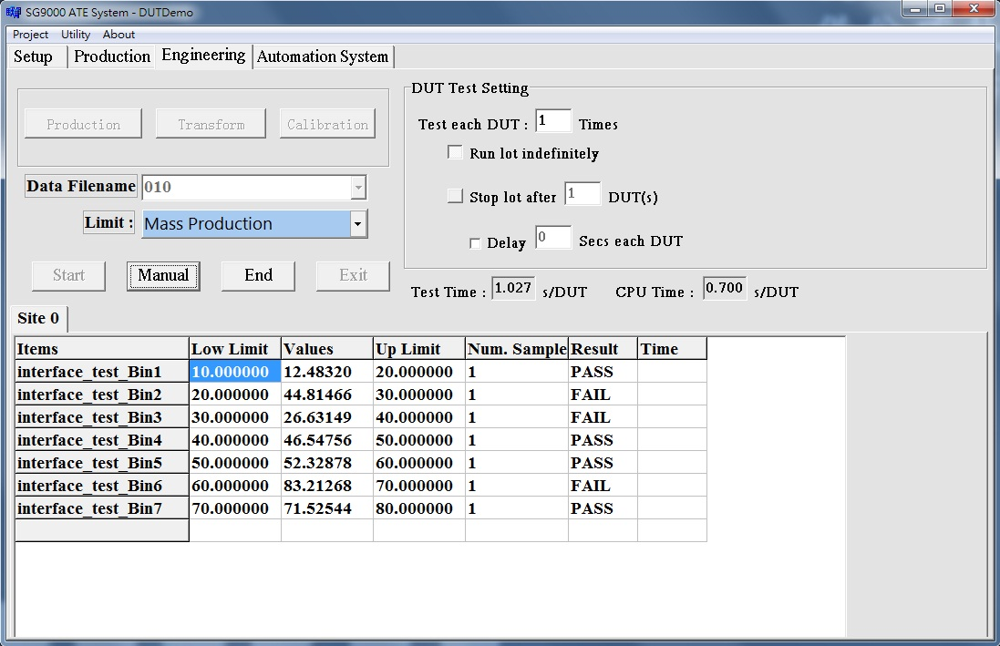 SG9000 ATE System - DUTDemo
Project Utility About
Setup Production Engineering Automation System
Production Transform Calibration
Data Filename 010
Limit : Mass Production
Start Manual End Exit
DUT Test Setting
Test each DUT : 1 Times
Run lot indefinitely
Stop lot after 1 DUT(s)
Delay 0 Secs each DUT
Test Time : 1.027 s/DUT CPU Time : 0.700 s/DUT
Site 0
Items Low Limit Values Up Limit Num. Sample Result Time
interface_test_Bin1 10.000000 12.48320 20.000000 1 PASS
interface_test_Bin2 20.000000 44.81466 30.000000 1 FAIL
interface_test_Bin3 30.000000 26.63149 40.000000 1 FAIL
interface_test_Bin4 40.000000 46.54756 50.000000 1 PASS
interface_test_Bin5 50.000000 52.32878 60.000000 1 PASS
interface_test_Bin6 60.000000 83.21268 70.000000 1 FAIL
interface_test_Bin7 70.000000 71.52544 80.000000 1 PASS